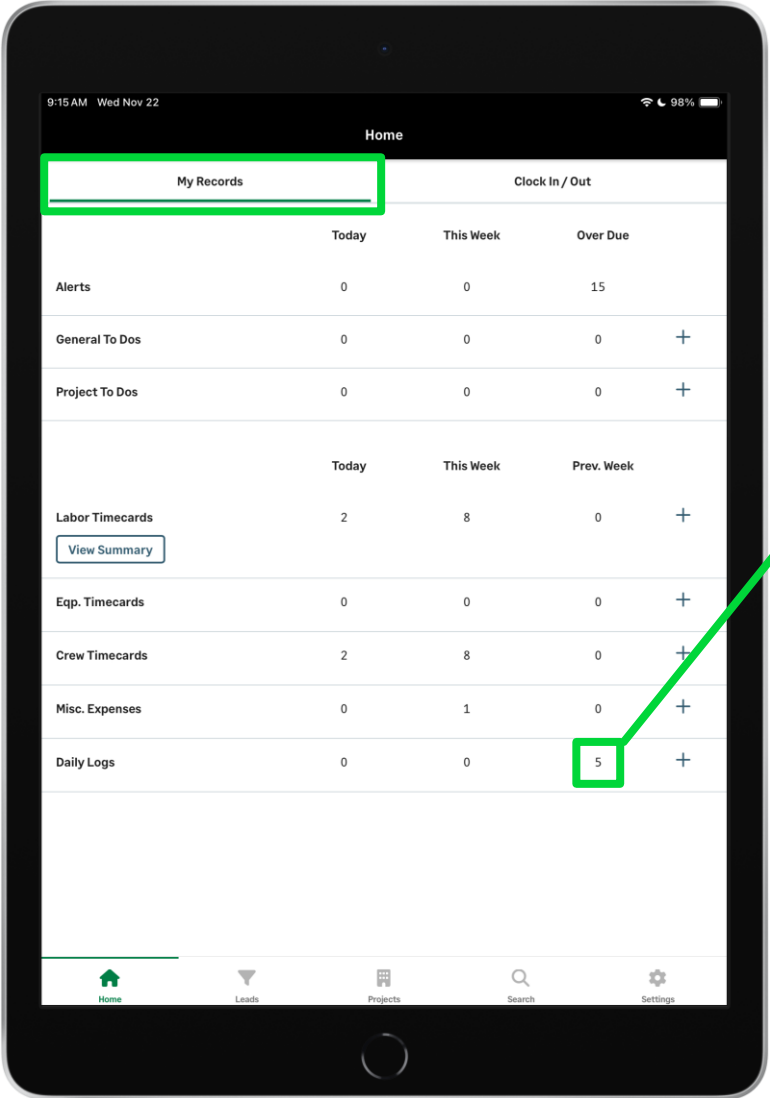 9:15 AM Wed Nov 22 98%
Home
My Records Clock In / Out
Today This Week Over Due
Alerts 0 0 15
General To Dos 0 0 0 +
Project To Dos 0 0 0 +
Today This Week Prev. Week
Labor Timecards 2 8 0 +
View Summary
Eqp. Timecards 0 0 0 +
Crew Timecards 2 8 0 +
Misc. Expenses 0 1 0 +
Daily Logs 0 0 5 +
Home Leads Projects Search Settings